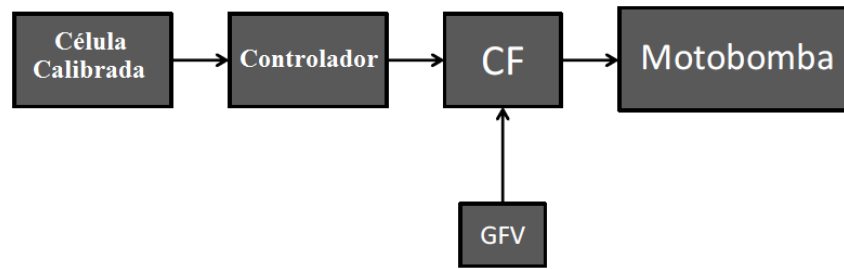 Célula
Calibrada
Controlador
CF
Motobomba
GFV